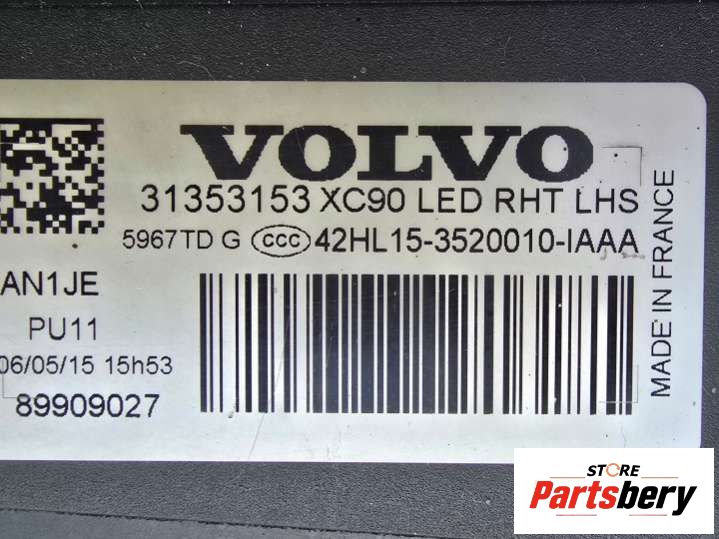 VOLVO
31353153 XC90 LED RHT LHS
5967TD G CCC 42HL15-3520010-IAAA
AN1JE
PU11
06/05/15 15h53
89909027
MADE IN FRANCE
STORE
Partsbery